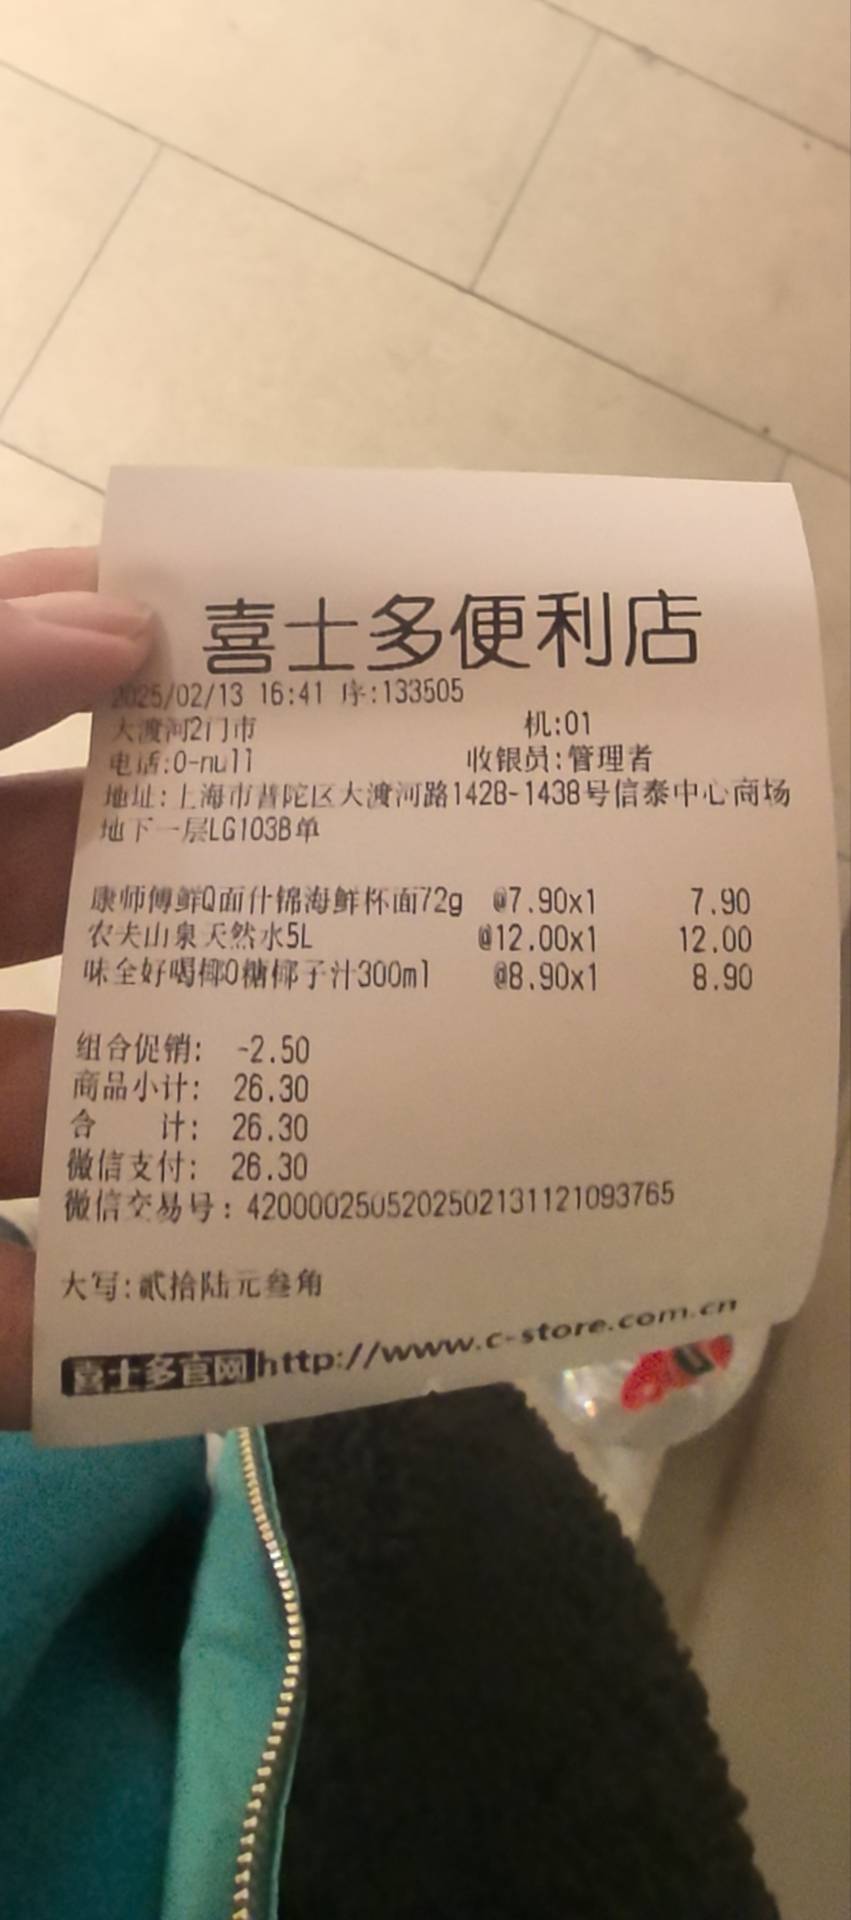 喜士多便利店
2025/02/13 16:41 序:133505
大渡河2门市 机:01
电话:0-null 收银员:管理者
地址:上海市普陀区大渡河路1428-1438号信泰中心商场
地下一层LG103B单
康师傅鲜Q面什锦海鲜杯面72g @7.90x1 7.90
农夫山泉天然水5L @12.00x1 12.00
味全好喝椰0糖椰子汁300ml @8.90x1 8.90
组合促销: -2.50
商品小计: 26.30
合 计: 26.30
微信支付: 26.30
微信交易号: 4200002505202502131121093765
大写:贰拾陆元叁角
喜士多官网http://www.c-store.com.cn